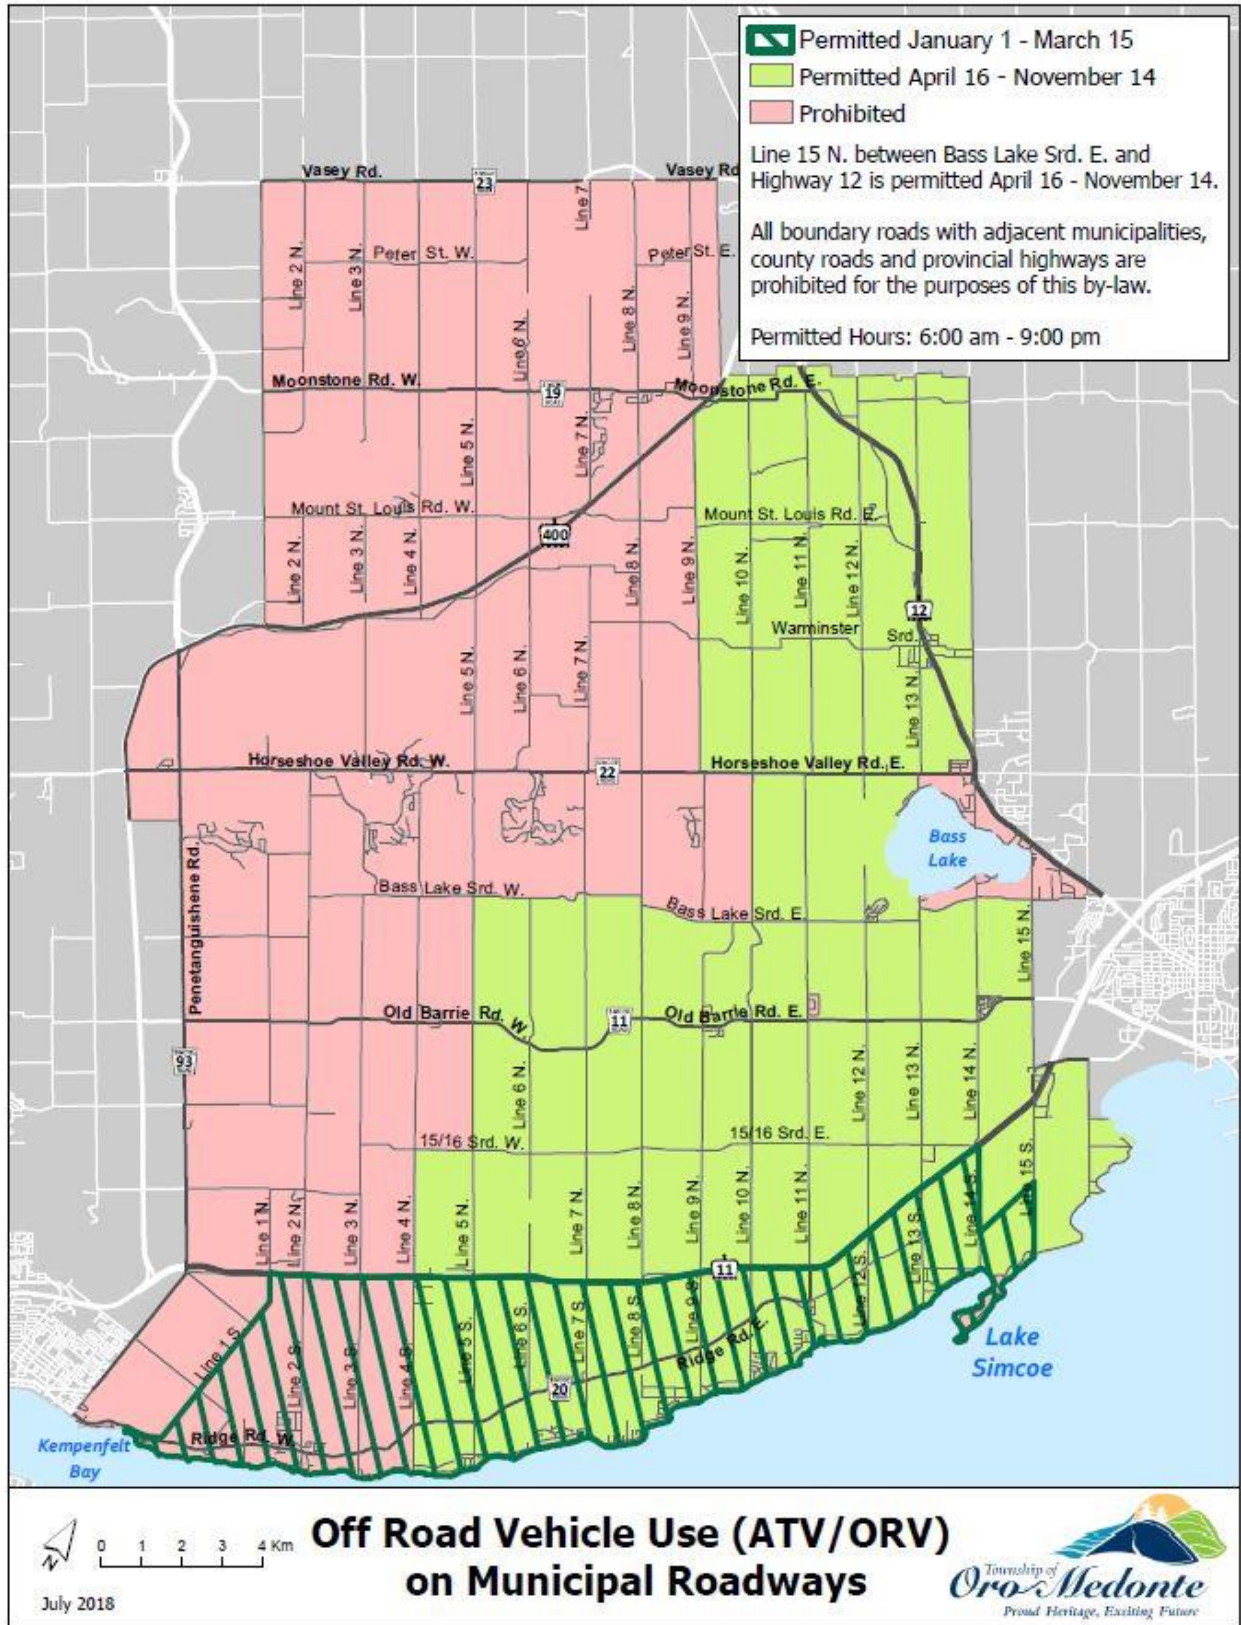 Permitted January 1 - March 15
Permitted April 16 - November 14
Prohibited
Line 15 N. between Bass Lake Srd. E. and
Highway 12 is permitted April 16 - November 14.
All boundary roads with adjacent municipalities,
county roads and provincial highways are
prohibited for the purposes of this by-law.
Permitted Hours: 6:00 am - 9:00 pm
Vasey Rd.
23
Vasey Rd
Line 7
Line 2 N.
Line 3 N.
Peter St. W.
Peter St. E.
Line 6 N.
Line 8 N.
Line 9 N.
Moonstone Rd. W.
19
Moonstone Rd. E.
Line 5 N.
Line 7 N.
Mount St. Louis Rd. W.
Mount St. Louis Rd. E.
400
Line 2 N.
Line 3 N.
Line 4 N.
Line 8 N.
Line 9 N.
Line 10 N.
Line 11 N.
Line 12 N.
12
Warminster Srd.
Line 5 N.
Line 6 N.
Line 7 N.
Line 13 N.
Horseshoe Valley Rd. W.
22
Horseshoe Valley Rd. E.
Bass
Lake
Penetanguishene Rd.
Bass Lake Srd. W.
Bass Lake Srd. E.
Line 15 N.
Old Barrie Rd. W.
11
Old Barrie Rd. E.
93
Line 6 N.
Line 12 N.
Line 13 N.
Line 14 N.
15/16 Srd. W.
15/16 Srd. E.
Line 1 N.
Line 2 N.
Line 3 N.
Line 4 N.
Line 5 N.
Line 7 N.
Line 8 N.
Line 9 N.
Line 10 N.
Line 11 N.
Line 13 S.
Line 14 S.
Line 15 S.
11
Line 1 S.
Line 2 S.
Line 3 S.
Line 4 S.
Line 5 S.
Line 6 S.
Line 7 S.
Line 8 S.
Line 9 S.
Line 12 S.
Ridge Rd. E.
20
Ridge Rd. W.
Lake
Simcoe
Kempenfelt
Bay
N
0 1 2 3 4 Km
July 2018
Off Road Vehicle Use (ATV/ORV)
on Municipal Roadways
Township of
Oro-Medonte
Proud Heritage, Exciting Future